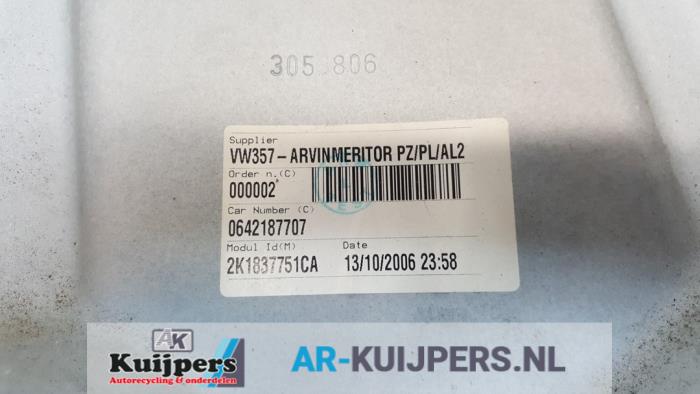 Supplier
VW357-ARVINMERITOR PZ/PL/AL2
Order n.(C)
000002
Car Number (C)
0642187707
Modul Id(M) Date
2K1837751CA 13/10/2006 23:58
AK
Kuijpers
Autorecycling & onderdelen
AR-KUIJPERS.NL